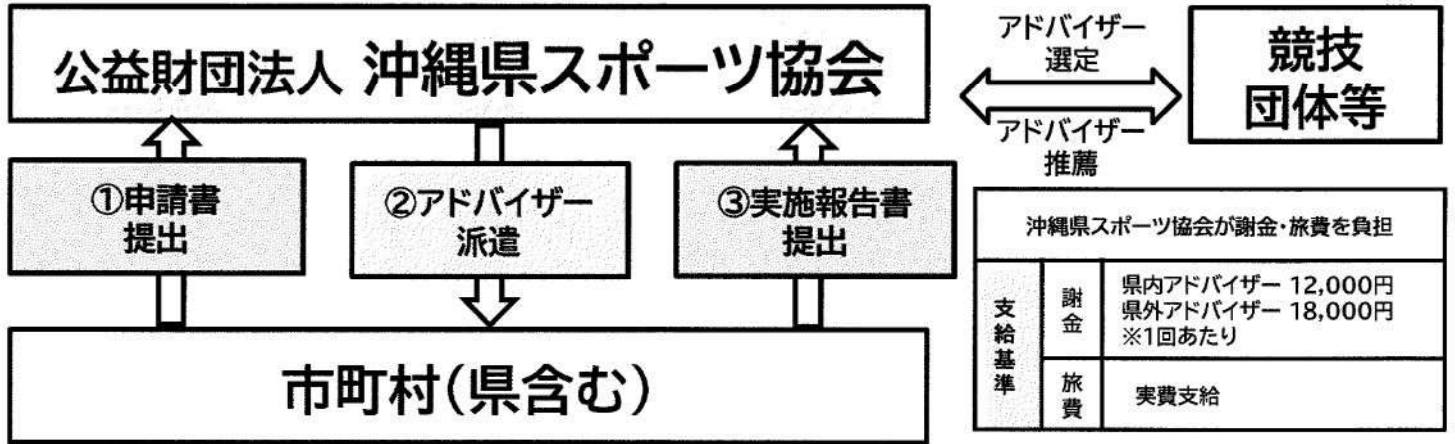 公益財団法人 沖縄県スポーツ協会
アドバイザー
選定
アドバイザー
推薦
競技
団体等
①申請書
提出
②アドバイザー
派遣
③実施報告書
提出
市町村(県含む)
沖縄県スポーツ協会が謝金・旅費を負担
支給基準
謝金
県内アドバイザー 12,000円
県外アドバイザー 18,000円
※1回あたり
旅費
実費支給